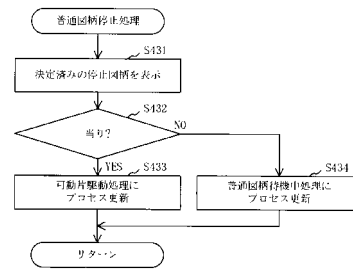 普通図柄停止処理
S431
決定済みの停止図柄を表示
S432
当り?
NO
YES
S433
可動片駆動処理に
プロセス更新
S434
普通図柄待機中処理に
プロセス更新
リターン